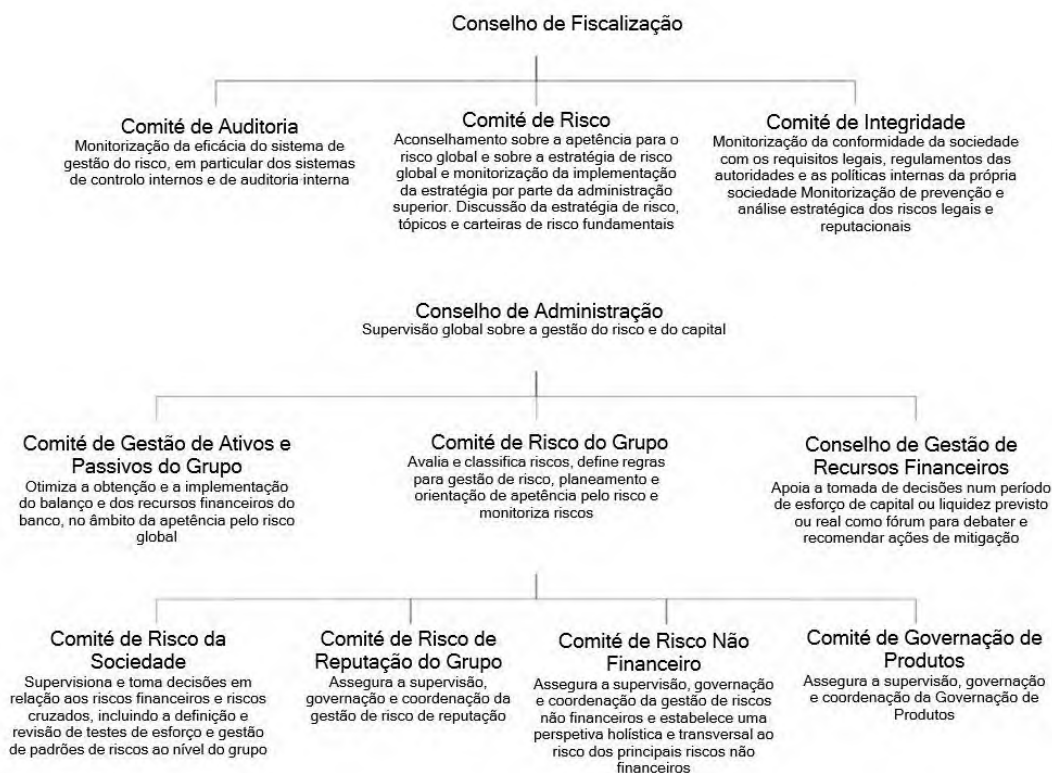 Conselho de Fiscalização
Comité de Auditoria
Monitorização da eficácia do sistema de
gestão do risco, em particular dos sistemas
de controlo internos e de auditoria interna
Comité de Risco
Aconselhamento sobre a apetência para o
risco global e sobre a estratégia de risco
global e monitorização da implementação
da estratégia por parte da administração
superior. Discussão da estratégia de risco,
tópicos e carteiras de risco fundamentais
Comité de Integridade
Monitorização da conformidade da sociedade
com os requisitos legais, regulamentos das
autoridades e as políticas internas da própria
sociedade Monitorização de prevenção e
análise estratégica dos riscos legais e
reputacionais
Conselho de Administração
Supervisão global sobre a gestão do risco e do capital
Comité de Gestão de Ativos e
Passivos do Grupo
Otimiza a obtenção e a implementação
do balanço e dos recursos financeiros do
banco, no âmbito da apetência pelo risco
global
Comité de Risco do Grupo
Avalia e classifica riscos, define regras
para gestão de risco, planeamento e
orientação de apetência pelo risco e
monitoriza riscos
Conselho de Gestão de
Recursos Financeiros
Apoia a tomada de decisões num período
de esforço de capital ou liquidez previsto
ou real como fórum para debater e
recomendar ações de mitigação
Comité de Risco da
Sociedade
Supervisiona e toma decisões em
relação aos riscos financeiros e riscos
cruzados, incluindo a definição e
revisão de testes de esforço e gestão
de padrões de riscos ao nível do grupo
Comité de Risco de
Reputação do Grupo
Assegura a supervisão,
governação e coordenação da
gestão de risco de reputação
Comité de Risco Não
Financeiro
Assegura a supervisão, governação
e coordenação da gestão de riscos
não financeiros e estabelece uma
perspetiva holística e transversal ao
risco dos principais riscos não
financeiros
Comité de Governação de
Produtos
Assegura a supervisão, governação
e coordenação da Governação de
Produtos